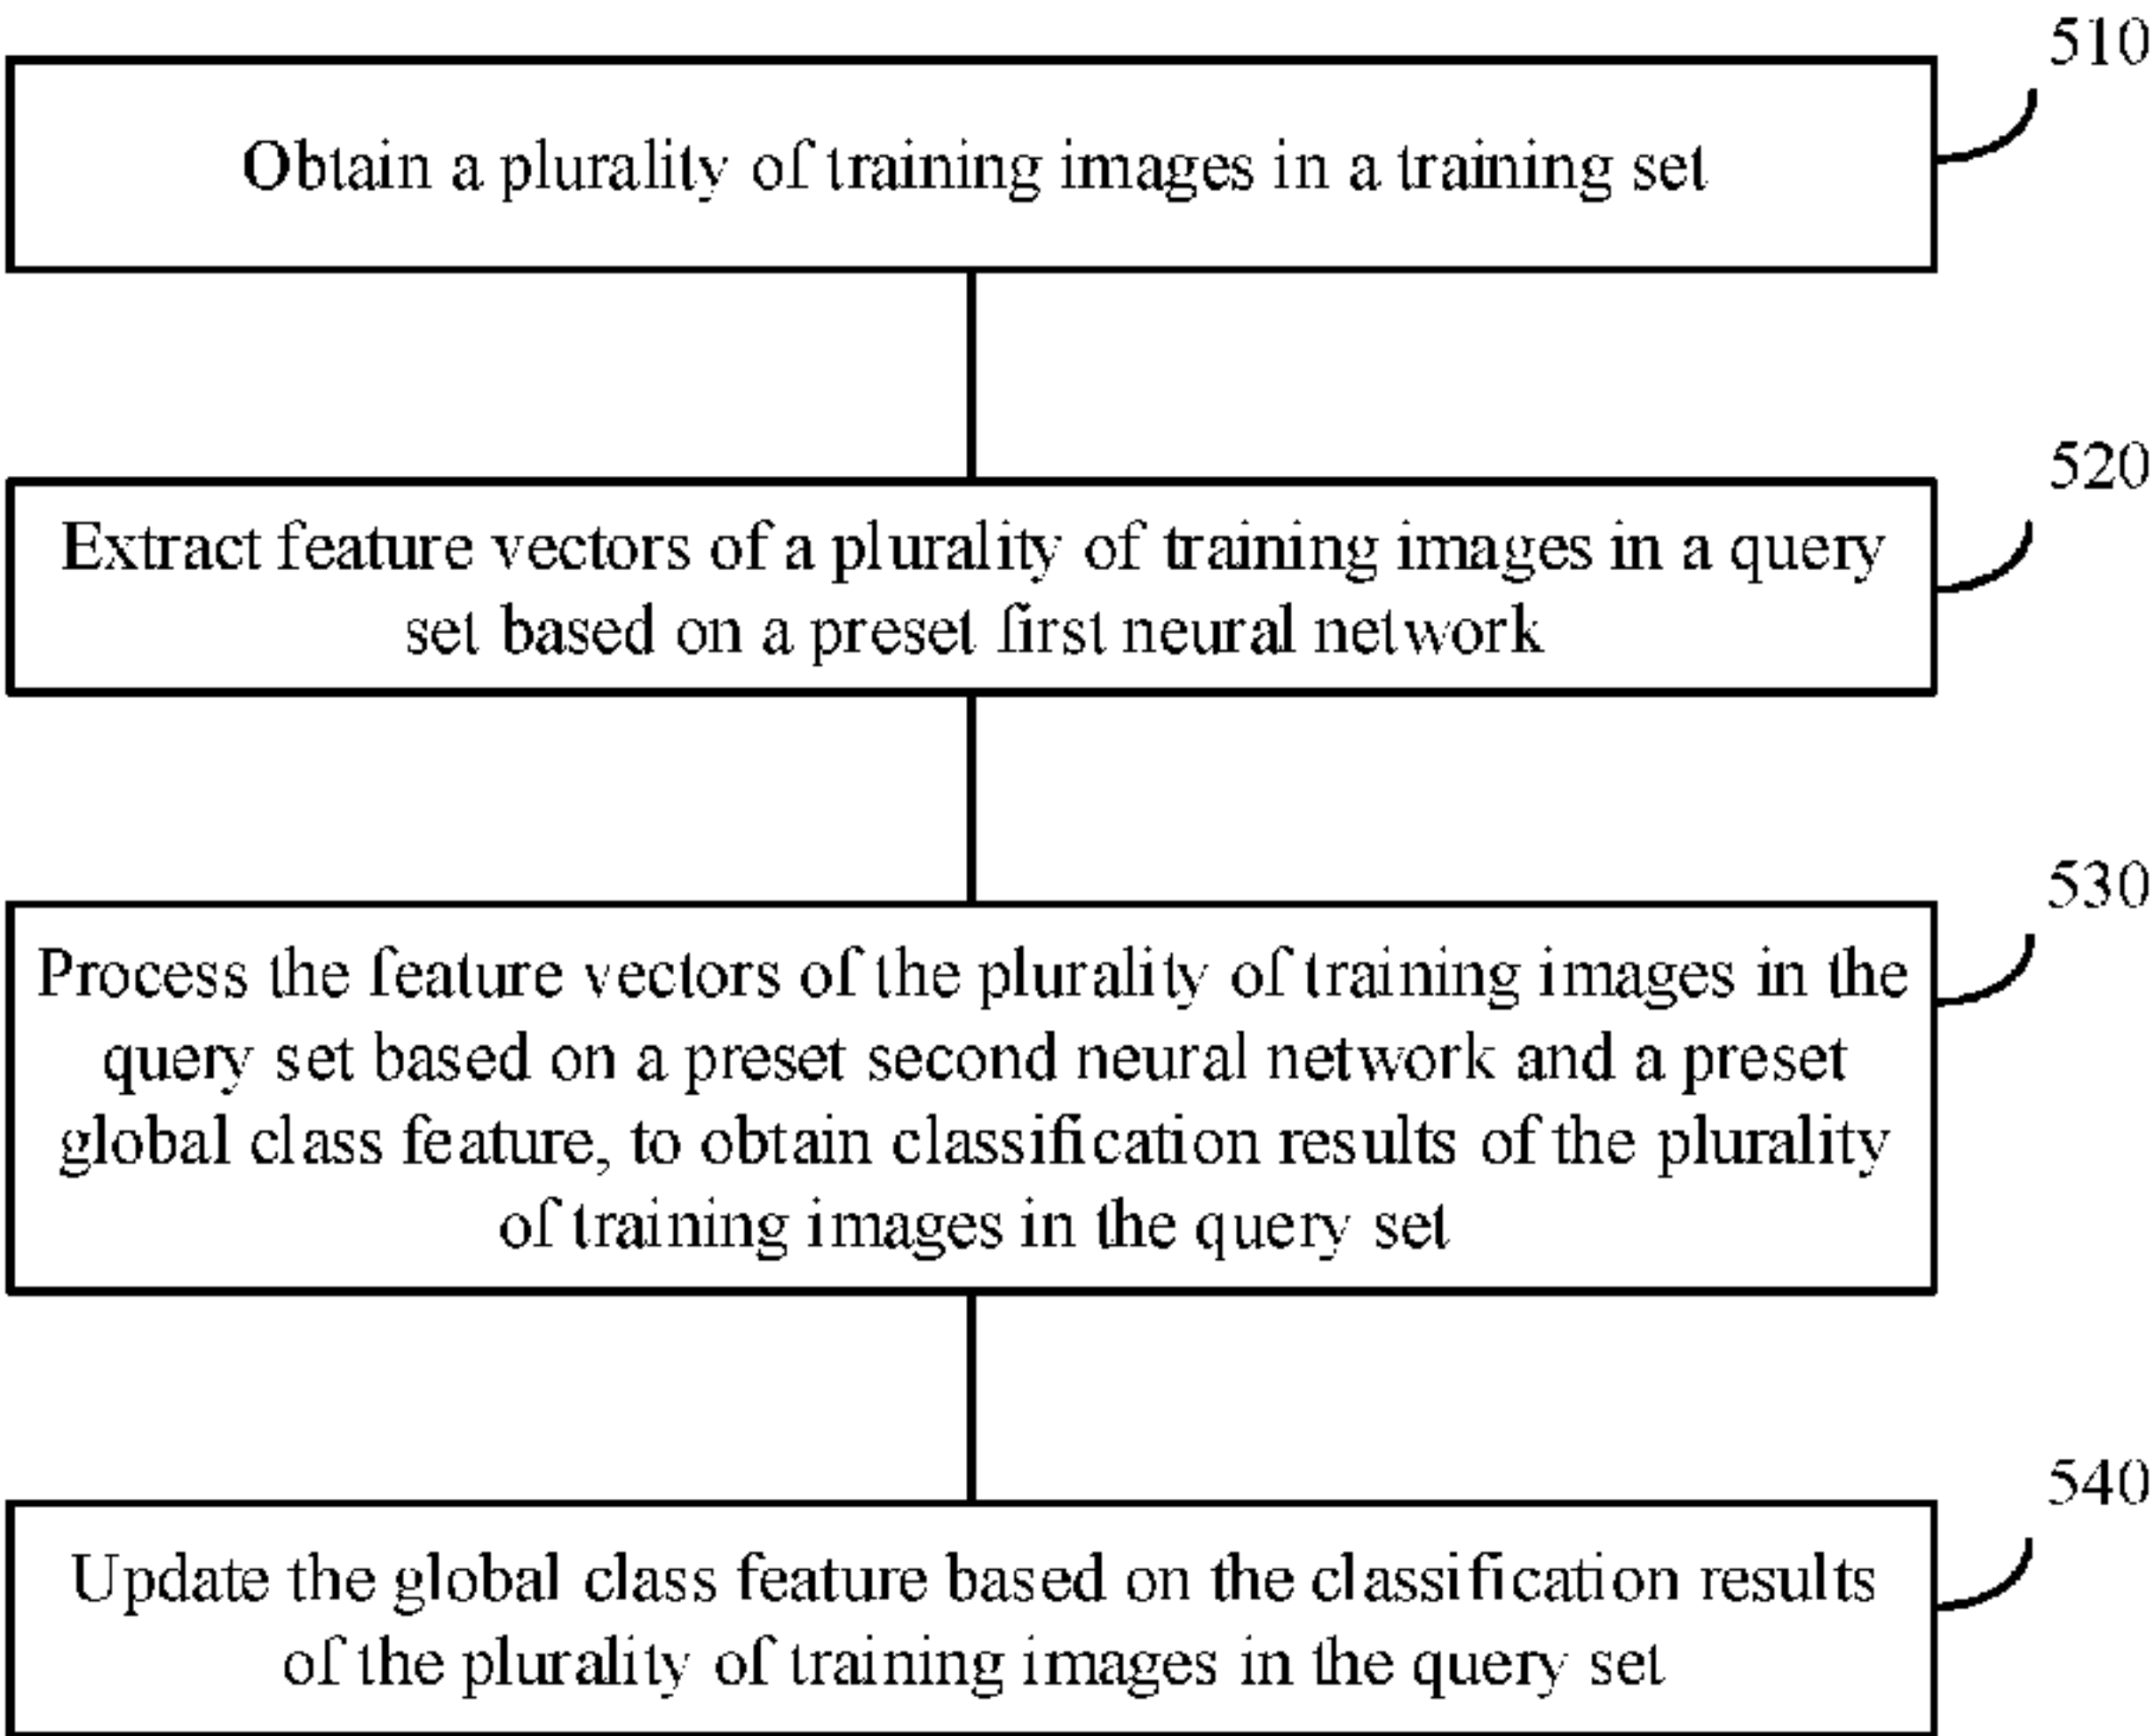 510
Obtain a plurality of training images in a training set
520
Extract feature vectors of a plurality of training images in a query
set based on a preset first neural network
530
Process the feature vectors of the plurality of training images in the
query set based on a preset second neural network and a preset
global class feature, to obtain classification results of the plurality
of training images in the query set
540
Update the global class feature based on the classification results
of the plurality of training images in the query set